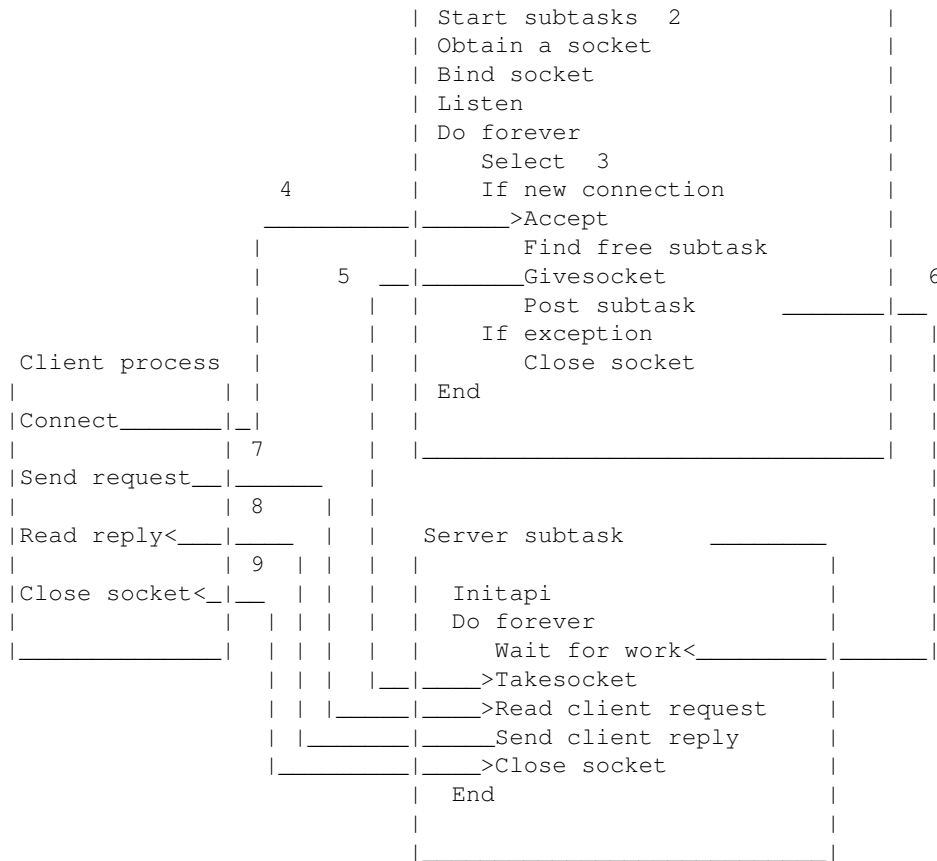 Start subtasks 2
Obtain a socket
Bind socket
Listen
Do forever
Select 3
4 If new connection
>Accept
Find free subtask
5 Givesocket 6
Post subtask
If exception
Client process Close socket
End
Connect
7
Send request
8
Read reply< Server subtask
9
Close socket< Initapi
Do forever
Wait for work<
>Takesocket
>Read client request
Send client reply
>Close socket
End